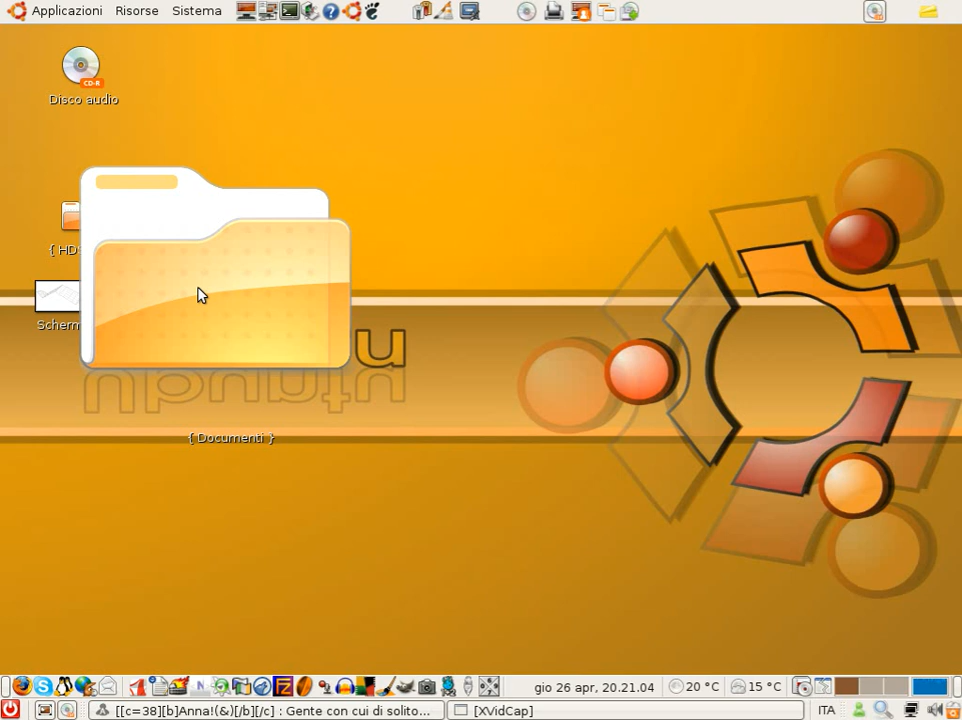 Applicazioni Risorse Sistema
CD-R
Disco audio
{ HD
Scherm
{ Documenti }
gio 26 apr, 20.21.04 20 °C 15 °C
[[c=38][b]Anna!(&)[/b][/c] : Gente con cui di solito... [XVidCap] ITA